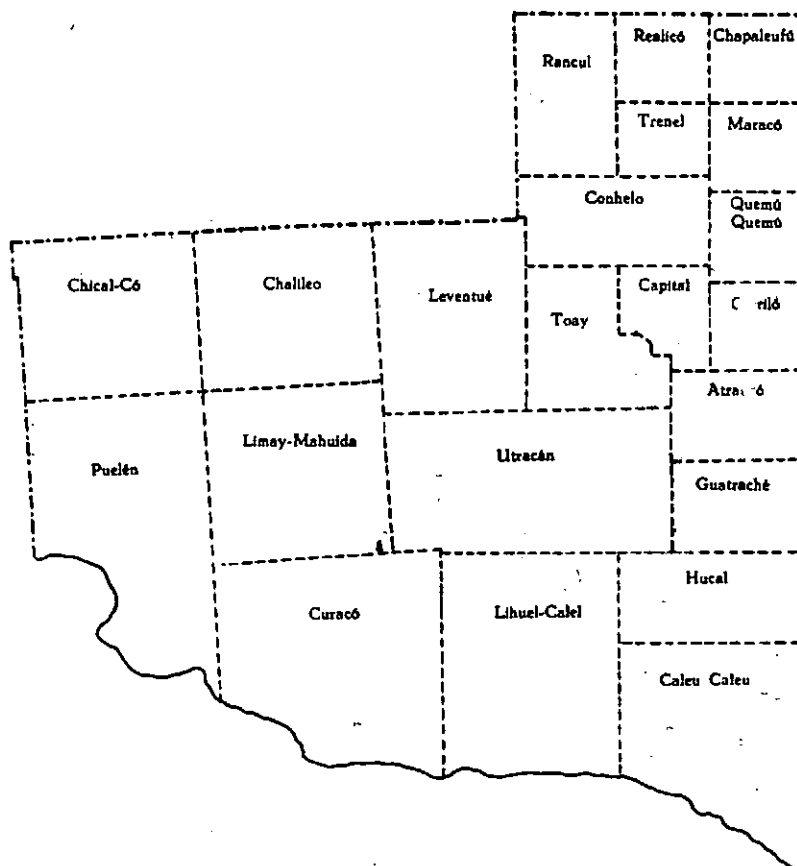 Rancul
Realicó
Chapaleufú
Trenel
Maracó
Conhelo
Quemú
Quemú
Chical-Có
Chalileo
Leventué
Toay
Capital
Limay-Mahuida
Puelén
Utracán
Guatraché
Hucal
Curacó
Lihuel-Calel
Caleu Caleu